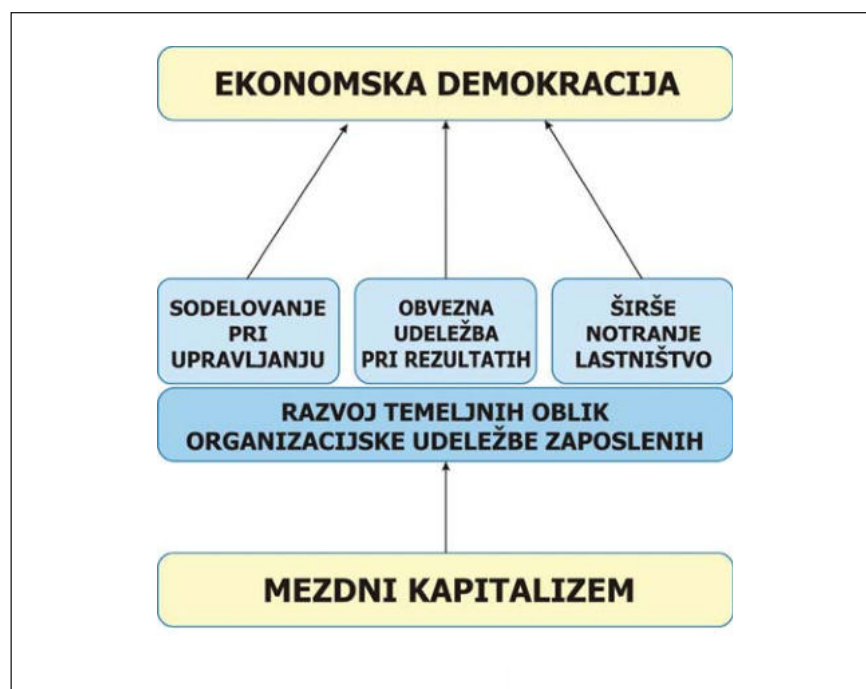 EKONOMSKA DEMOKRACIJA
SODELOVANJE
PRI
UPRAVLJANJU
OBVEZNA
UDELEŽBA
PRI REZULTATIH
ŠIRŠE
NOTRANJE
LASTNIŠTVO
RAZVOJ TEMELJNIH OBLIK
ORGANIZACIJSKE UDELEŽBE ZAPOSLENIH
MEZDNI KAPITALIZEM